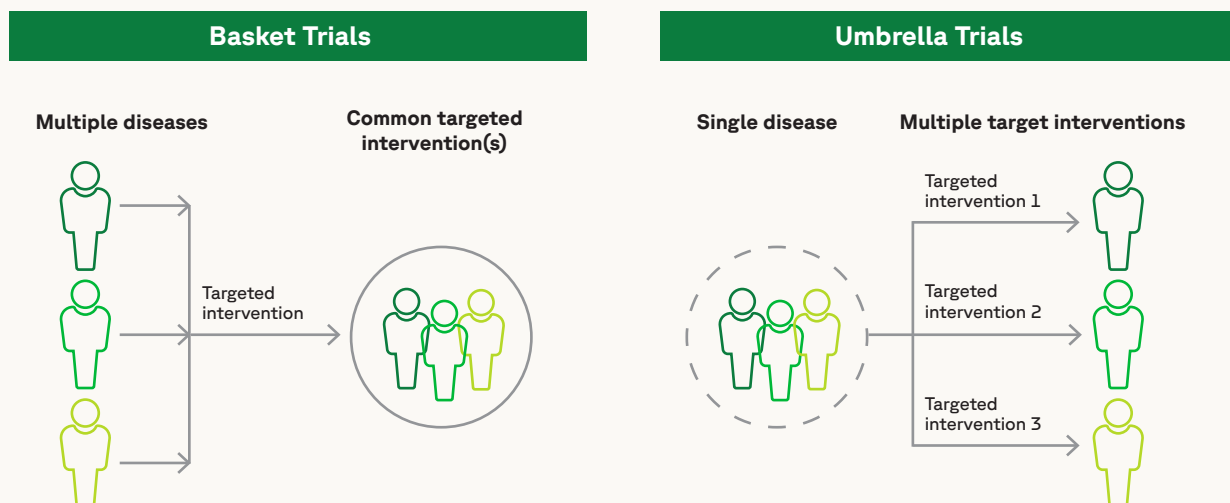 Basket Trials
Multiple diseases
Common targeted
intervention(s)
Targeted
intervention
Umbrella Trials
Single disease
Multiple target interventions
Targeted
intervention 1
Targeted
intervention 2
Targeted
intervention 3